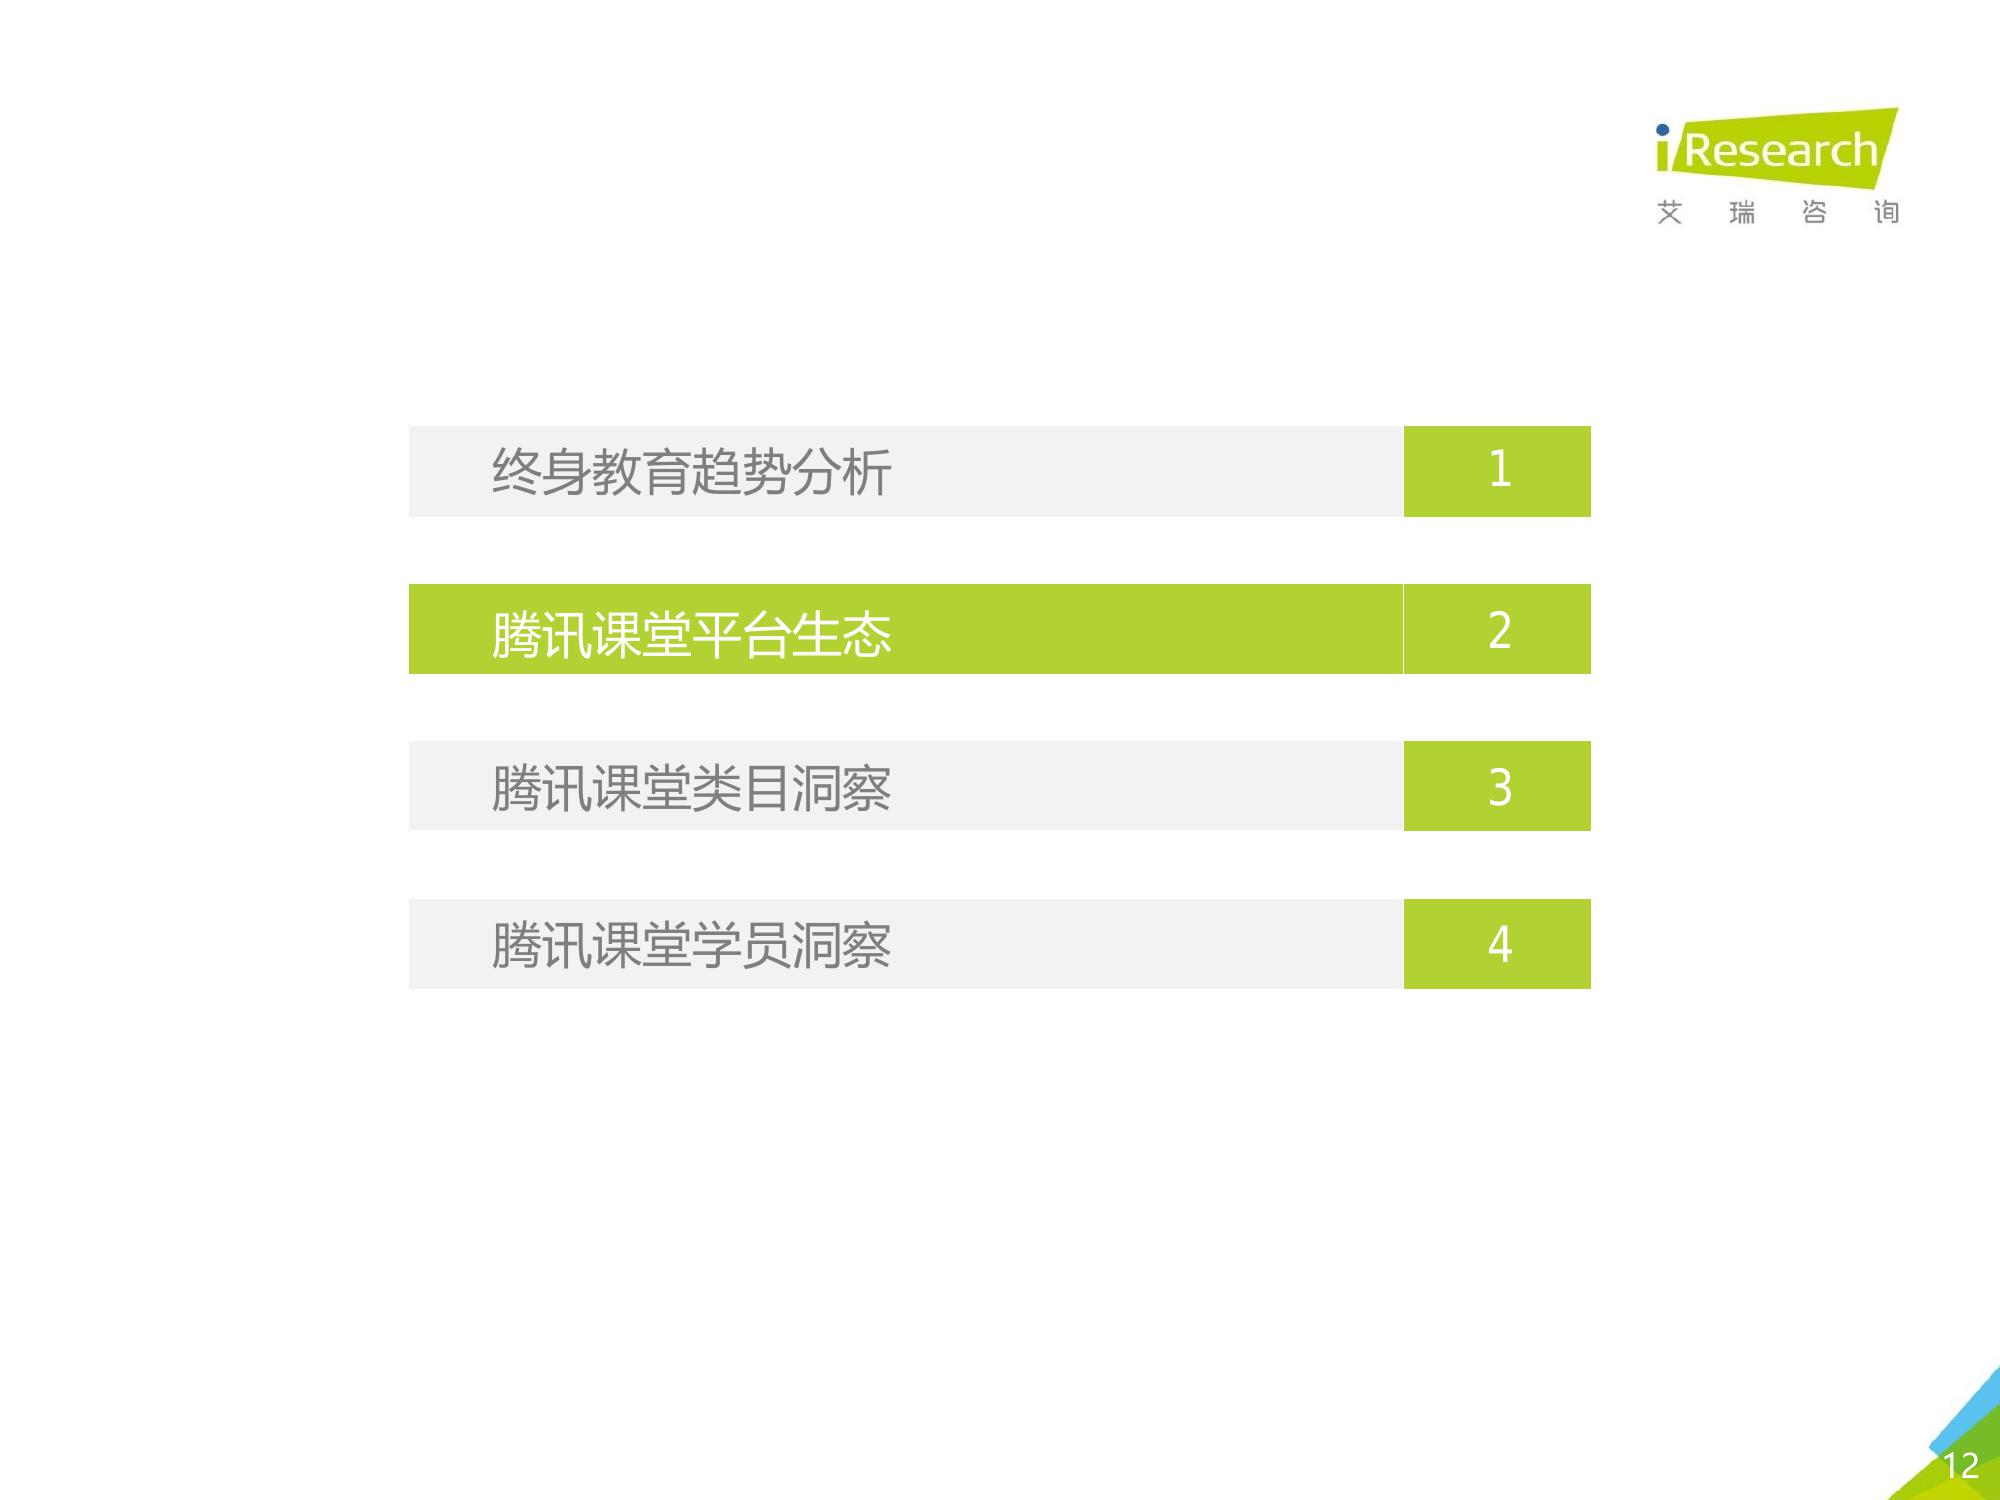 iResearch
艾瑞咨询
终身教育趋势分析 1
腾讯课堂平台生态 2
腾讯课堂类目洞察 3
腾讯课堂学员洞察 4
12